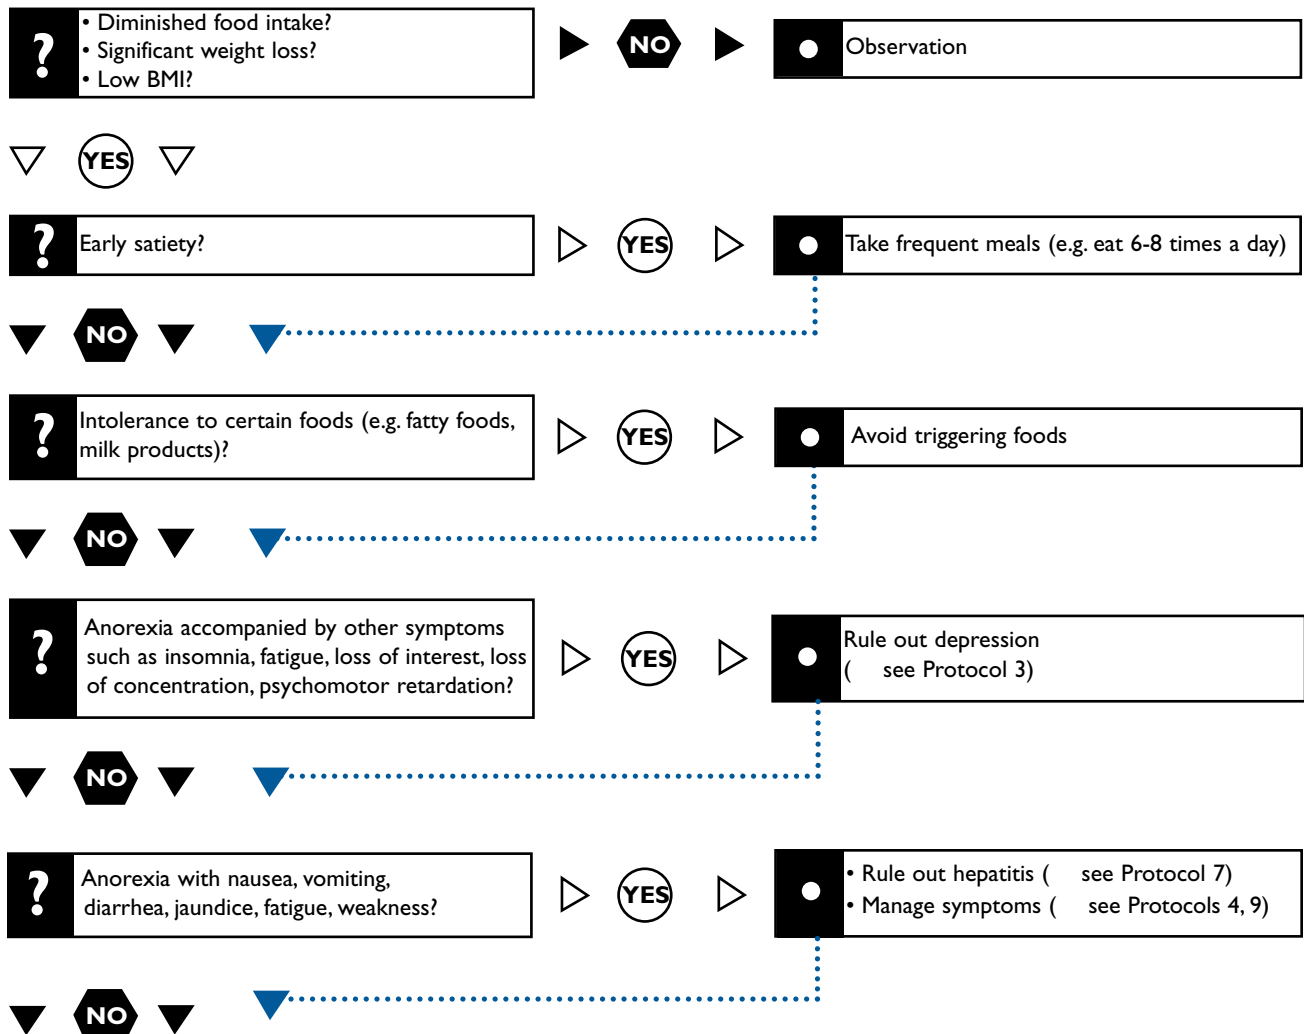 ?
• Diminished food intake?
• Significant weight loss?
• Low BMI?
NO
Observation
YES
?
Early satiety?
YES
Take frequent meals (e.g. eat 6-8 times a day)
NO
?
Intolerance to certain foods (e.g. fatty foods,
milk products)?
YES
Avoid triggering foods
NO
?
Anorexia accompanied by other symptoms
such as insomnia, fatigue, loss of interest, loss
of concentration, psychomotor retardation?
YES
Rule out depression
( see Protocol 3)
NO
?
Anorexia with nausea, vomiting,
diarrhea, jaundice, fatigue, weakness?
YES
• Rule out hepatitis ( see Protocol 7)
• Manage symptoms ( see Protocols 4, 9)
NO